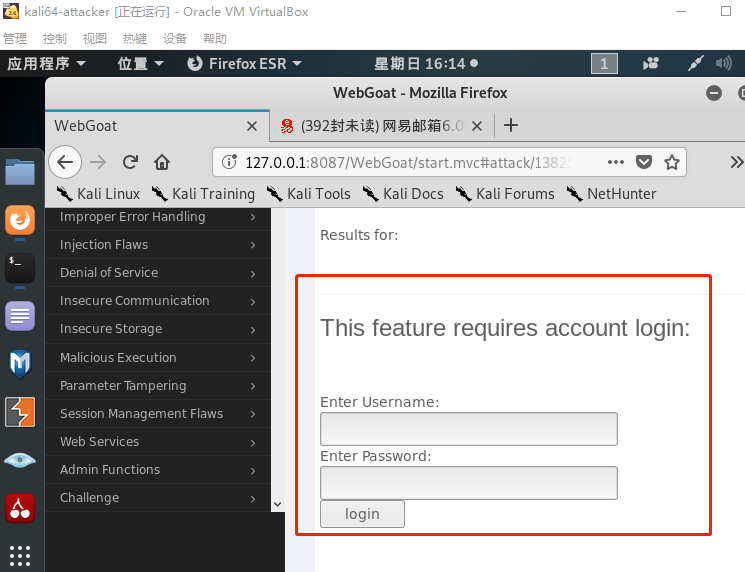 kali64-attacker [正在运行] - Oracle VM VirtualBox
管理 控制 视图 热键 设备 帮助
应用程序 位置 Firefox ESR 星期日 16:14 1
WebGoat - Mozilla Firefox
WebGoat (392封未读) 网易邮箱6.0
127.0.0.1:8087/WebGoat/start.mvc#attack/1382
Kali Linux Kali Training Kali Tools Kali Docs Kali Forums NetHunter
Improper Error Handling
Injection Flaws
Denial of Service
Insecure Communication
Insecure Storage
Malicious Execution
Parameter Tampering
Session Management Flaws
Web Services
Admin Functions
Challenge
Results for:
This feature requires account login:
Enter Username:
Enter Password:
login